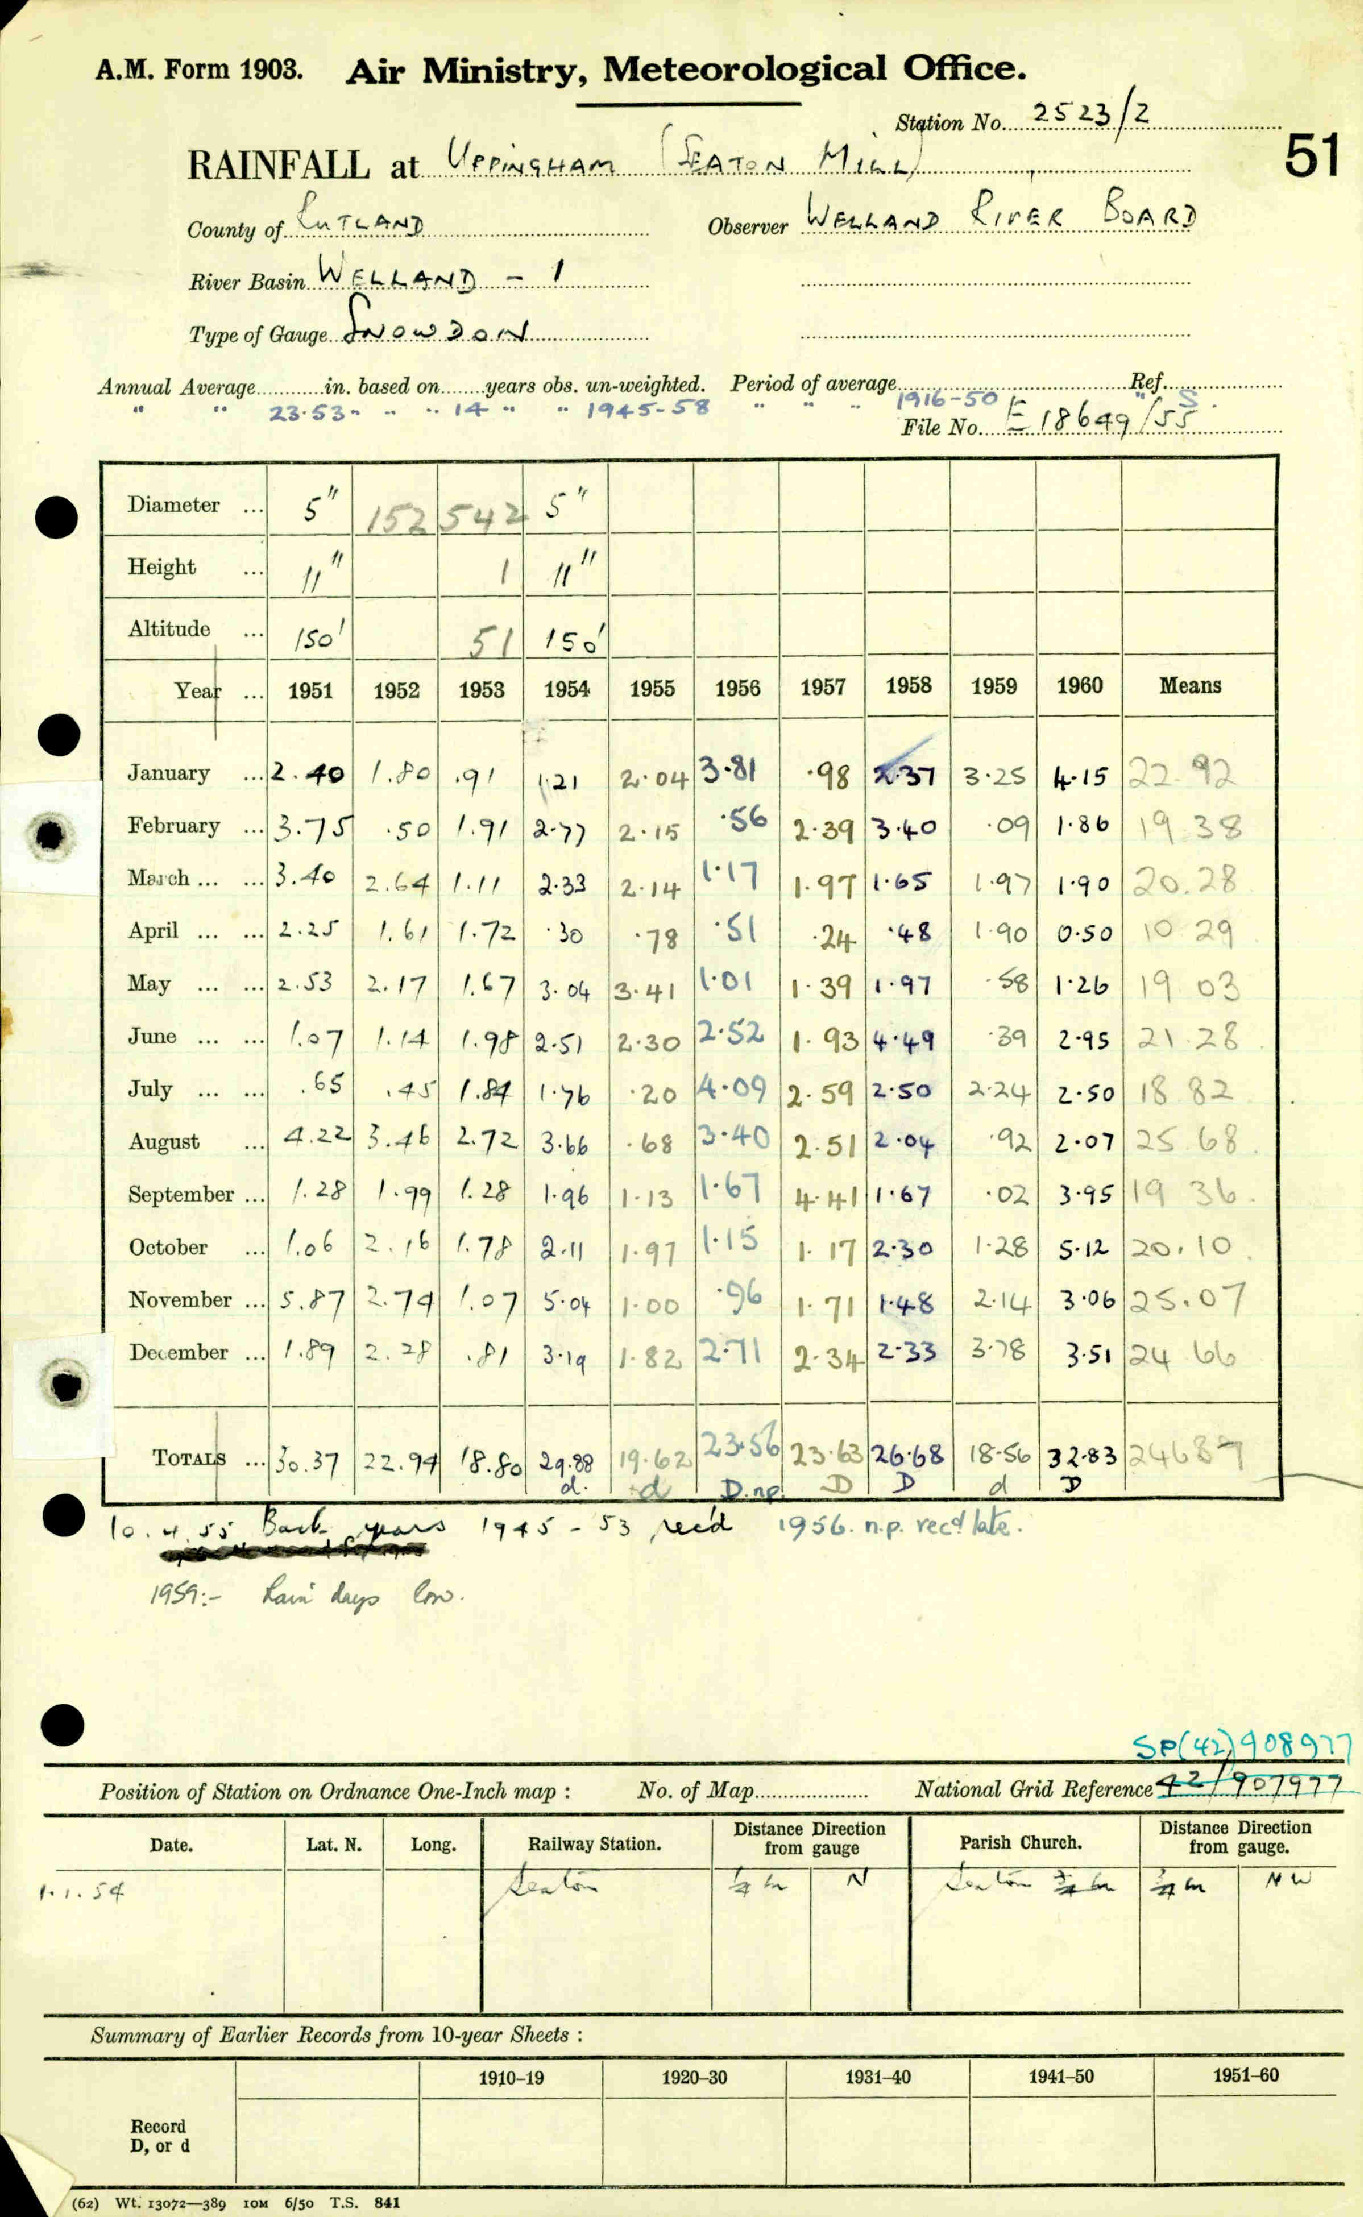 A.M. Form 1903. Air Ministry, Meteorological Office.
Station No. 2523/2
51
RAINFALL at UPPINGHAM (SEATON MILL)
County of RUTLAND Observer WELLAND RIVER BOARD
River Basin WELLAND - 1
Type of Gauge SNOWDON
Annual Average in. based on years obs. un-weighted. Period of average Ref.
" " 23.53 " " " 14 " " 1945-58 " " " 1916-50 " S.
File No. E 18649/55
Diameter ... 5" 152 542 5"
Height ... 11" 1 11"
Altitude ... 150' 51 150'
Year ... 1951 1952 1953 1954 1955 1956 1957 1958 1959 1960 Means
January ... 2.40 1.80 .91 1.21 2.04 3.81 .98 2.37 3.25 4.15 22.92
February ... 3.75 .50 1.91 2.77 2.15 .56 2.39 3.40 .09 1.86 19 38
March ... ... 3.40 2.64 1.11 2.33 2.14 1.17 1.97 1.65 1.97 1.90 20.28
April ... ... 2.25 1.61 1.72 .30 .78 .51 .24 .48 1.90 0.50 10 29
May ... ... 2.53 2.17 1.67 3.04 3.41 1.01 1.39 1.97 .58 1.26 19 03
June ... ... 1.07 1.14 1.98 2.51 2.30 2.52 1.93 4.49 .39 2.95 21.28
July ... ... .65 .45 1.84 1.76 .20 4.09 2.59 2.50 2.24 2.50 18 82
August ... 4.22 3.46 2.72 3.66 .68 3.40 2.51 2.04 .92 2.07 25 68
September ... 1.28 1.99 1.28 1.96 1.13 1.67 4.41 1.67 .02 3.95 19 36
October ... 1.06 2.16 1.78 2.11 1.97 1.15 1.17 2.30 1.28 5.12 20.10
November ... 5.87 2.74 1.07 5.04 1.00 .96 1.71 1.48 2.14 3.06 25.07
December ... 1.89 2.28 .81 3.19 1.82 2.71 2.34 2.33 3.78 3.51 24 66
TOTALS ... 30.37 22.94 18.80 29.88 19.62 23.56 23.63 26.68 18.56 32.83 246 87
d. d D.np. D D d D
10.4.55 Back years 1945-53 rec'd 1956. n.p. recd late.
1959:- Rain days low.
SP(42)908977
Position of Station on Ordnance One-Inch map : No. of Map National Grid Reference 42/907977
Date. Lat. N. Long. Railway Station. Distance from gauge Direction Parish Church. Distance from gauge. Direction
1.1.54 Seaton ¼ m N Seaton ¾ m NW
Summary of Earlier Records from 10-year Sheets :
1910–19 1920–30 1931–40 1941–50 1951–60
Record
D, or d
(62) Wt. 13072—389 10M 6/50 T.S. 841